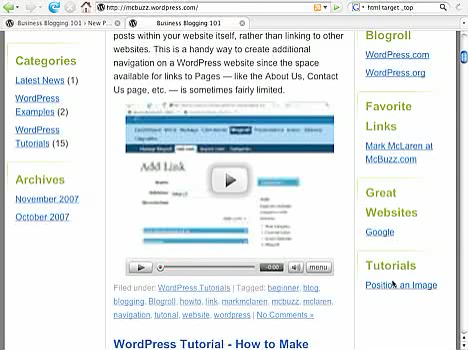 http://mcbuzz.wordpress.com/
* html target _top
Business Blogging 101 › New P...
Business Blogging 101
Categories
Latest News (1)
WordPress
Examples (2)
WordPress
Tutorials (15)
Archives
November 2007
October 2007
posts within your website itself, rather than linking to other
websites. This is a handy way to create additional
navigation on a WordPress website since the space
available for links to Pages — like the About Us, Contact
Us page, etc. — is sometimes fairly limited.
Add Link
-0:00
menu
Filed under: WordPress Tutorials | Tagged: beginner, blog,
blogging, Blogroll, howto, link, markmclaren, mcbuzz, mclaren,
navigation, tutorial, website, wordpress | No Comments »
WordPress Tutorial - How to Make
Blogroll
WordPress.com
WordPress.org
Favorite
Links
Mark McLaren at
McBuzz.com
Great
Websites
Google
Tutorials
Position an Image